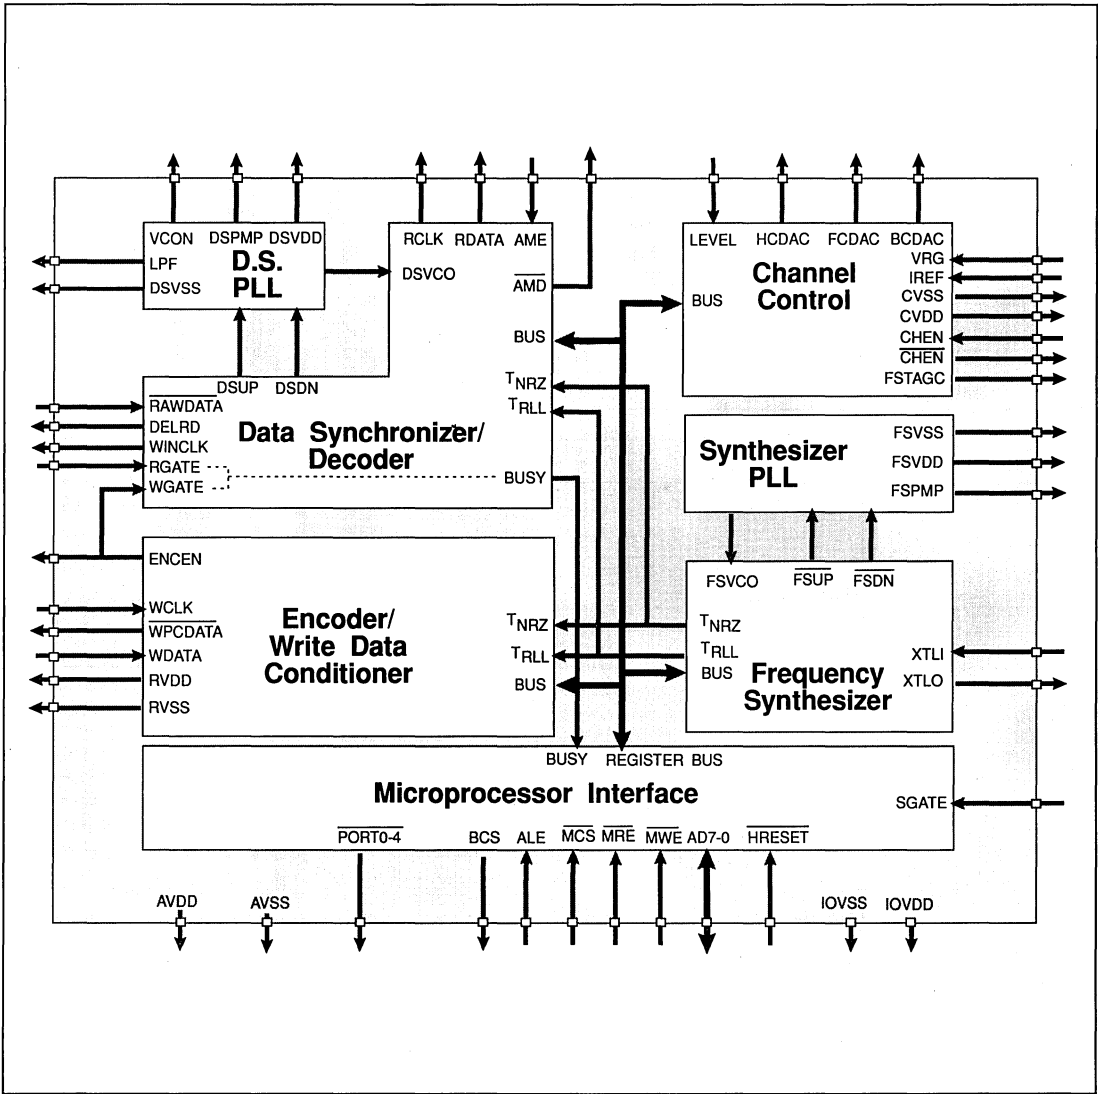 VCON DSPMP DSVDD
LPF
DSVSS
D.S.
PLL
RCLK RDATA AME
DSVCO
AMD
BUS
DSUP DSDN
TNRZ
TRLL
RAWDATA
DELRD
WINCLK
RGATE
WGATE
Data Synchronizer/
Decoder
BUSY
LEVEL HCDAC FCDAC BCDAC
Channel
Control
BUS
VRG
IREF
CVSS
CVDD
CHEN
CHEN
FSTAGC
Synthesizer
PLL
FSVSS
FSVDD
FSPMP
ENCEN
WCLK
WPCDATA
WDATA
RVDD
RVSS
Encoder/
Write Data
Conditioner
TNRZ
TRLL
BUS
FSVCO FSUP FSDN
TNRZ
TRLL
BUS
XTLI
XTLO
Frequency
Synthesizer
BUSY REGISTER BUS
Microprocessor Interface
SGATE
PORT0-4 BCS ALE MCS MRE MWE AD7-0 HRESET
AVDD AVSS IOVSS IOVDD